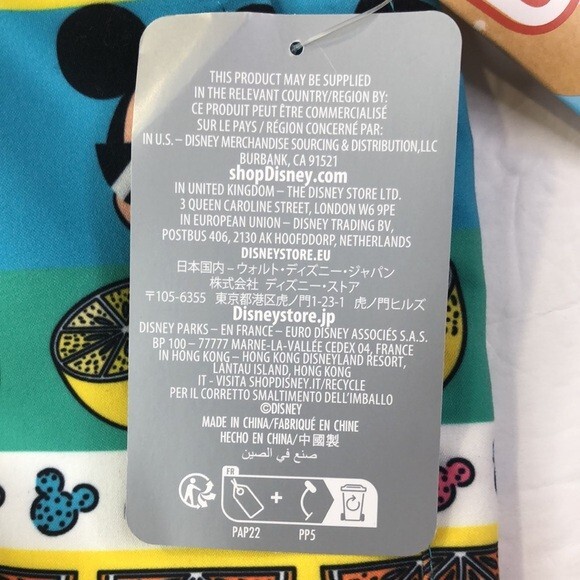 THIS PRODUCT MAY BE SUPPLIED
IN THE RELEVANT COUNTRY/REGION BY:
CE PRODUIT PEUT ÊTRE COMMERCIALISÉ
SUR LE PAYS / RÉGION CONCERNÉ PAR:
IN U.S. – DISNEY MERCHANDISE SOURCING & DISTRIBUTION,LLC
BURBANK, CA 91521
shopDisney.com
IN UNITED KINGDOM – THE DISNEY STORE LTD.
3 QUEEN CAROLINE STREET, LONDON W6 9PE
IN EUROPEAN UNION – DISNEY TRADING BV,
POSTBUS 406, 2130 AK HOOFDDORP, NETHERLANDS
DISNEYSTORE.EU
日本国内 – ウォルト・ディズニー・ジャパン
株式会社 ディズニー・ストア
〒105-6355 東京都港区虎ノ門1-23-1 虎ノ門ヒルズ
Disneystore.jp
DISNEY PARKS – EN FRANCE – EURO DISNEY ASSOCIÉS S.A.S.
BP 100 – 77777 MARNE-LA-VALLÉE CEDEX 04, FRANCE
IN HONG KONG – HONG KONG DISNEYLAND RESORT,
LANTAU ISLAND, HONG KONG
IT - VISITA SHOPDISNEY.IT/RECYCLE
PER IL CORRETTO SMALTIMENTO DELL'IMBALLO
©DISNEY
MADE IN CHINA/FABRIQUÉ EN CHINE
HECHO EN CHINA/中國製
صنع في الصين
FR
PAP22
PP5